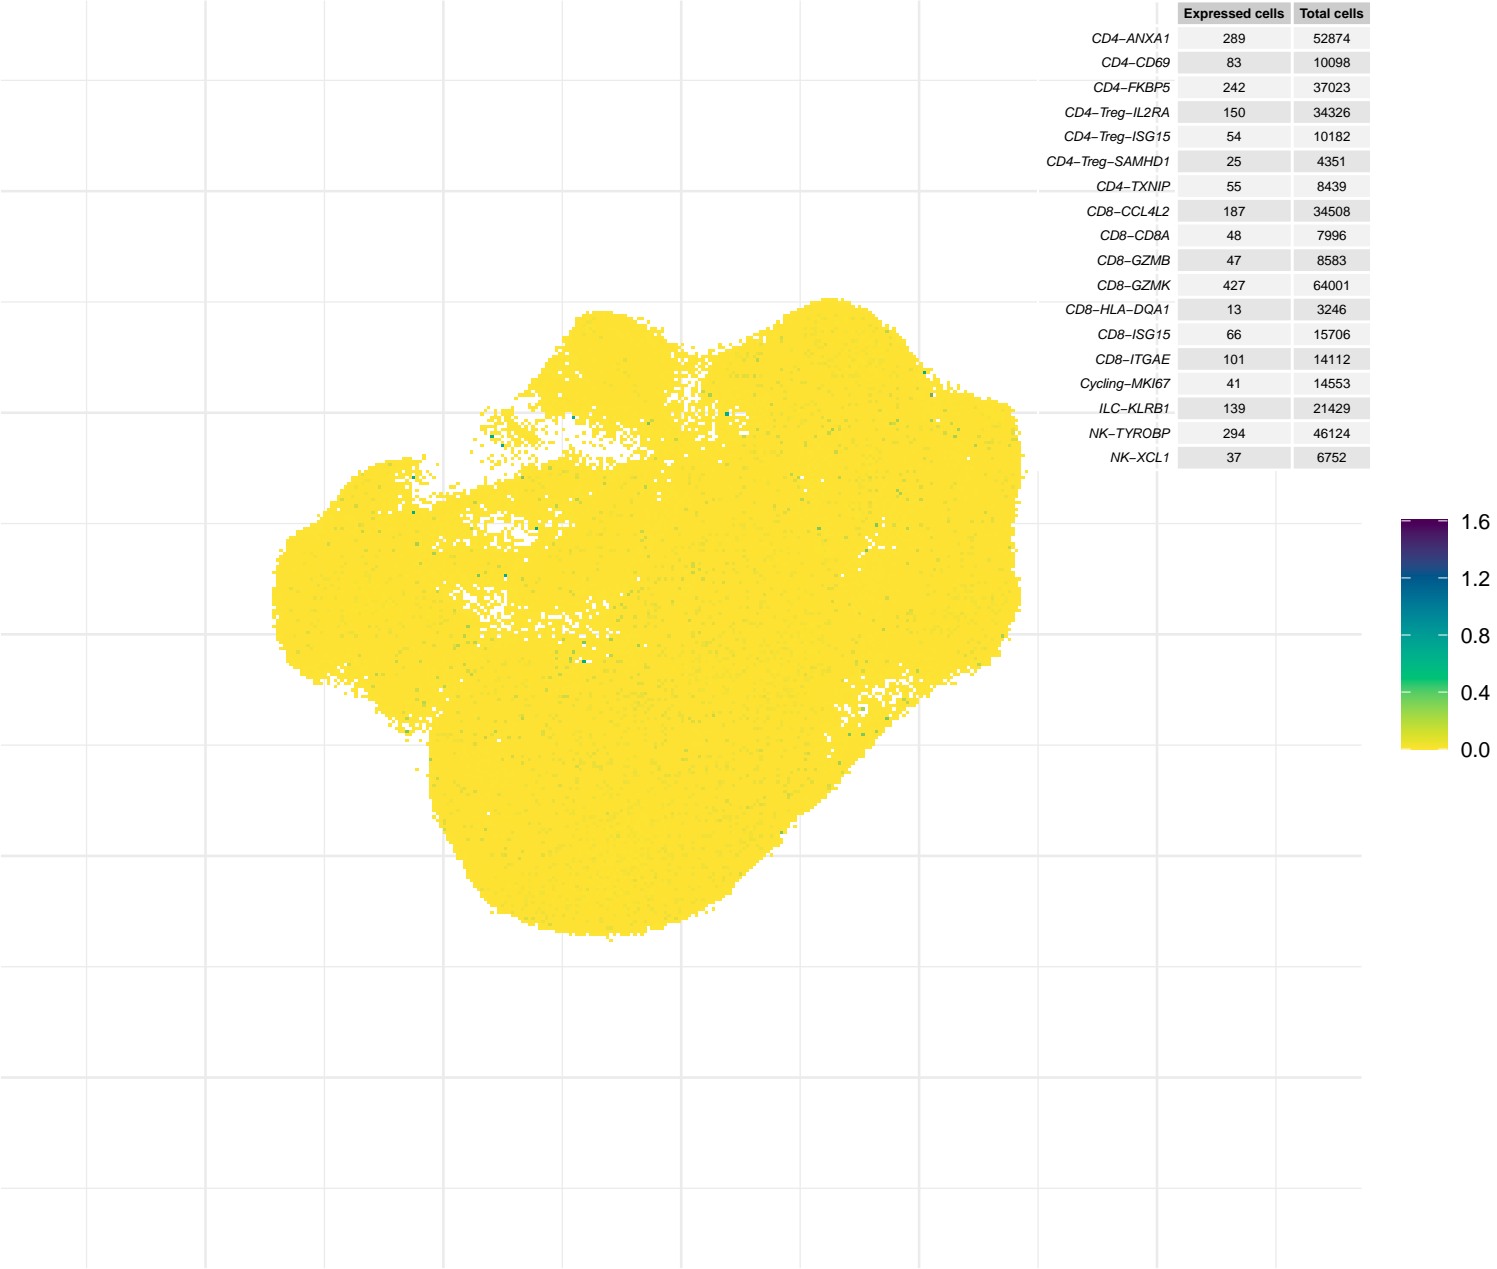 Expressed cells Total cells
CD4−ANXA1 289 52874
CD4−CD69 83 10098
CD4−FKBP5 242 37023
CD4−Treg−IL2RA 150 34326
CD4−Treg−ISG15 54 10182
CD4−Treg−SAMHD1 25 4351
CD4−TXNIP 55 8439
CD8−CCL4L2 187 34508
CD8−CD8A 48 7996
CD8−GZMB 47 8583
CD8−GZMK 427 64001
CD8−HLA−DQA1 13 3246
CD8−ISG15 66 15706
CD8−ITGAE 101 14112
Cycling−MKI67 41 14553
ILC−KLRB1 139 21429
NK−TYROBP 294 46124
NK−XCL1 37 6752
1.6
1.2
0.8
0.4
0.0